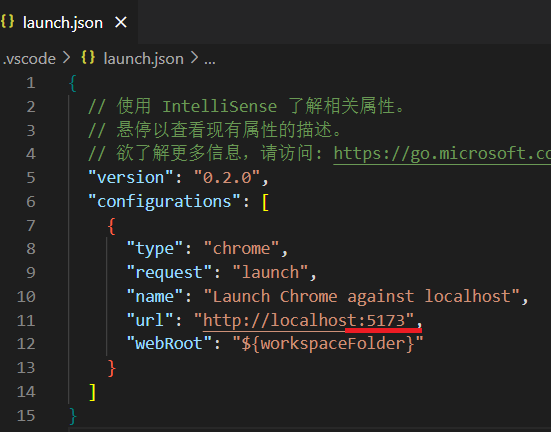 {} launch.json ×
.vscode > {} launch.json > ...
1 {
2 // 使用 IntelliSense 了解相关属性。
3 // 悬停以查看现有属性的描述。
4 // 欲了解更多信息，请访问: https://go.microsoft.co
5 "version": "0.2.0",
6 "configurations": [
7 {
8 "type": "chrome",
9 "request": "launch",
10 "name": "Launch Chrome against localhost",
11 "url": "http://localhost:5173",
12 "webRoot": "${workspaceFolder}"
13 }
14 ]
15 }